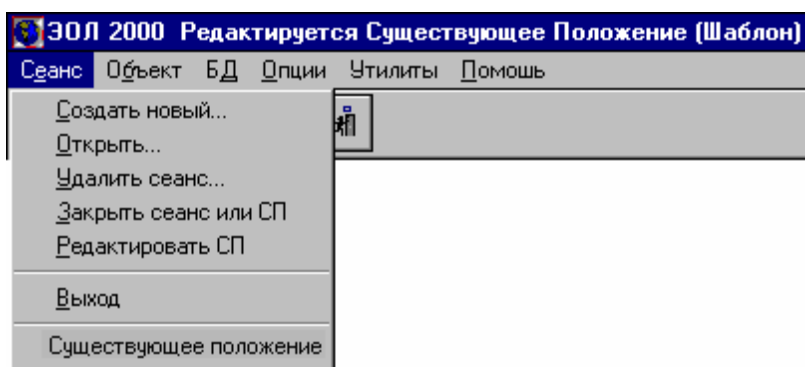 ЭОЛ 2000 Редактируется Существующее Положение (Шаблон)
Сеанс Объект БД Опции Утилиты Помошь
Создать новый...
Открыть...
Удалить сеанс...
Закрыть сеанс или СП
Редактировать СП
Выход
Существующее положение